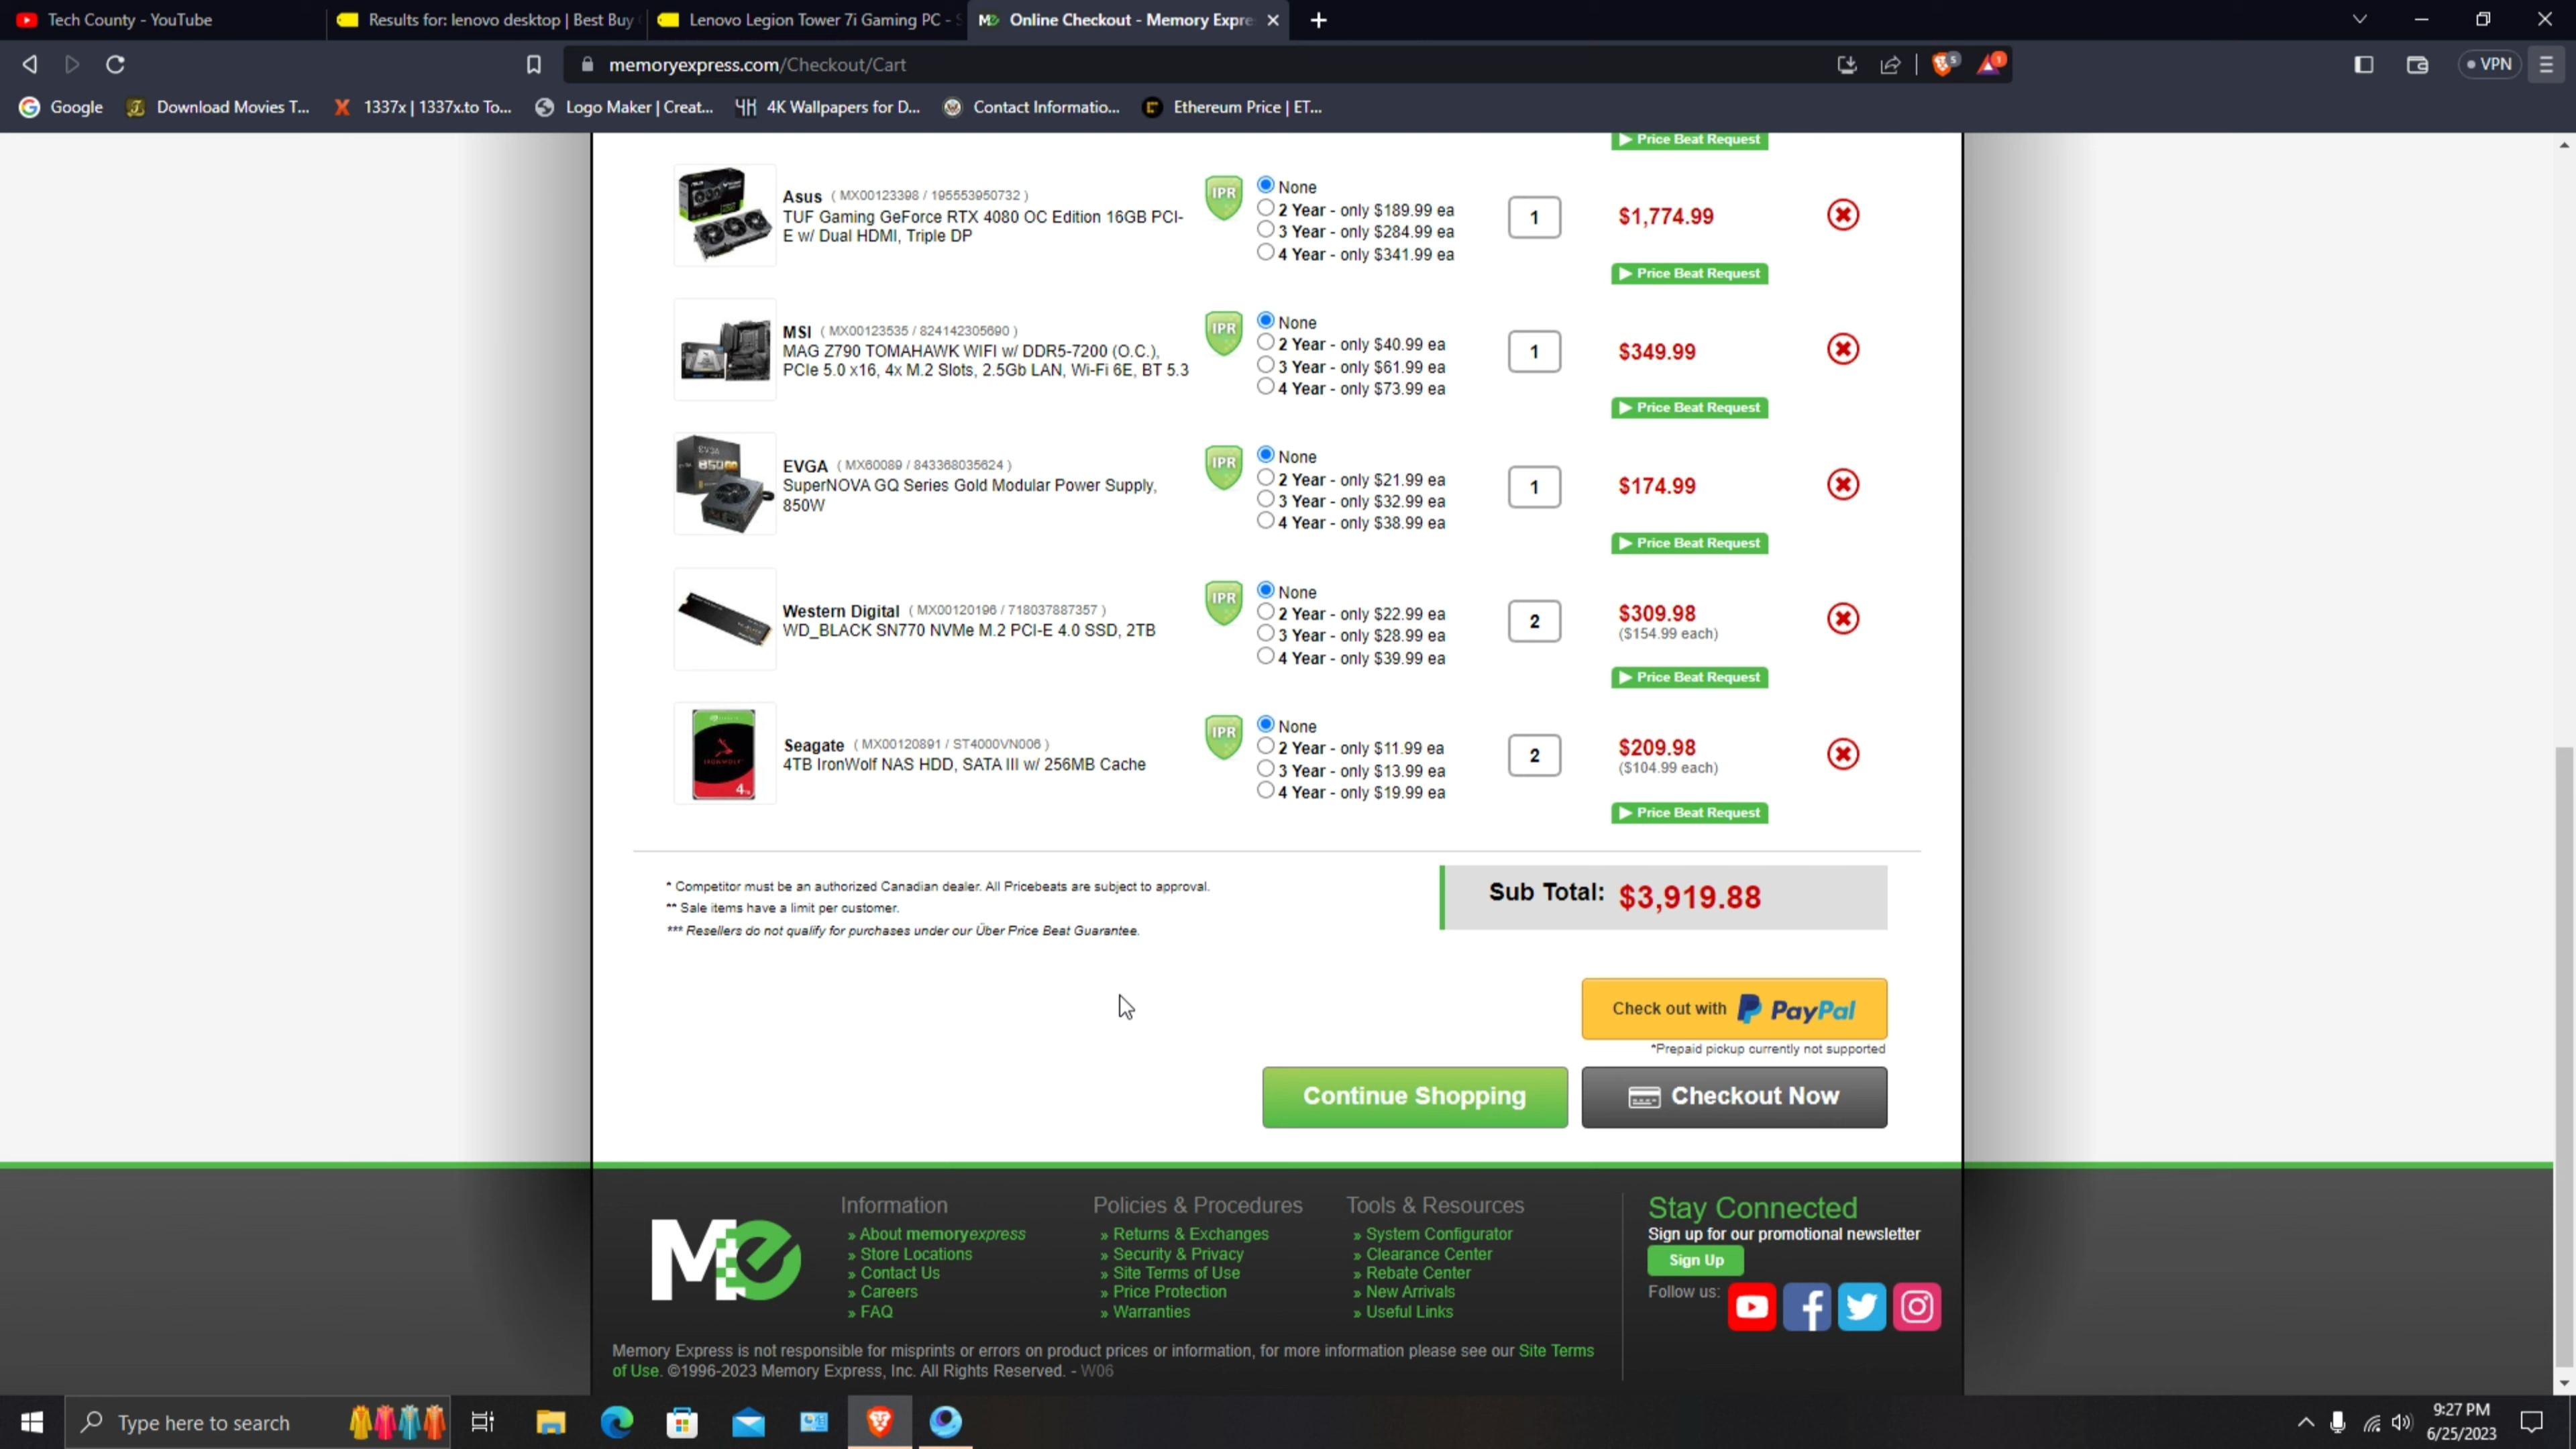 Tech County - YouTube
Results for: lenovo desktop | Best Buy
Lenovo Legion Tower 7i Gaming PC -
Online Checkout - Memory Expre
memoryexpress.com/Checkout/Cart
5
1
VPN
Google
Download Movies T...
1337x | 1337x.to To...
Logo Maker | Creat...
4K Wallpapers for D...
Contact Informatio...
Ethereum Price | ET...
Price Beat Request
Asus ( MX00123398 / 195553950732 )
TUF Gaming GeForce RTX 4080 OC Edition 16GB PCI-
E w/ Dual HDMI, Triple DP
IPR
None
2 Year - only $189.99 ea
3 Year - only $284.99 ea
4 Year - only $341.99 ea
1
$1,774.99
Price Beat Request
MSI ( MX00123535 / 824142305690 )
MAG Z790 TOMAHAWK WIFI w/ DDR5-7200 (O.C.),
PCIe 5.0 x16, 4x M.2 Slots, 2.5Gb LAN, Wi-Fi 6E, BT 5.3
IPR
None
2 Year - only $40.99 ea
3 Year - only $61.99 ea
4 Year - only $73.99 ea
1
$349.99
Price Beat Request
EVGA ( MX60089 / 843368035624 )
SuperNOVA GQ Series Gold Modular Power Supply,
850W
IPR
None
2 Year - only $21.99 ea
3 Year - only $32.99 ea
4 Year - only $38.99 ea
1
$174.99
Price Beat Request
Western Digital ( MX00120196 / 718037887357 )
WD_BLACK SN770 NVMe M.2 PCI-E 4.0 SSD, 2TB
IPR
None
2 Year - only $22.99 ea
3 Year - only $28.99 ea
4 Year - only $39.99 ea
2
$309.98
($154.99 each)
Price Beat Request
Seagate ( MX00120891 / ST4000VN006 )
4TB IronWolf NAS HDD, SATA III w/ 256MB Cache
IPR
None
2 Year - only $11.99 ea
3 Year - only $13.99 ea
4 Year - only $19.99 ea
2
$209.98
($104.99 each)
Price Beat Request
* Competitor must be an authorized Canadian dealer. All Pricebeats are subject to approval.
** Sale items have a limit per customer.
*** Resellers do not qualify for purchases under our Über Price Beat Guarantee.
Sub Total: $3,919.88
Check out with PayPal
*Prepaid pickup currently not supported
Continue Shopping
Checkout Now
Me
Information
» About memoryexpress
» Store Locations
» Contact Us
» Careers
» FAQ
Policies & Procedures
» Returns & Exchanges
» Security & Privacy
» Site Terms of Use
» Price Protection
» Warranties
Tools & Resources
» System Configurator
» Clearance Center
» Rebate Center
» New Arrivals
» Useful Links
Stay Connected
Sign up for our promotional newsletter
Sign Up
Follow us:
Memory Express is not responsible for misprints or errors on product prices or information, for more information please see our Site Terms
of Use. ©1996-2023 Memory Express, Inc. All Rights Reserved. - W06
Type here to search
9:27 PM
6/25/2023